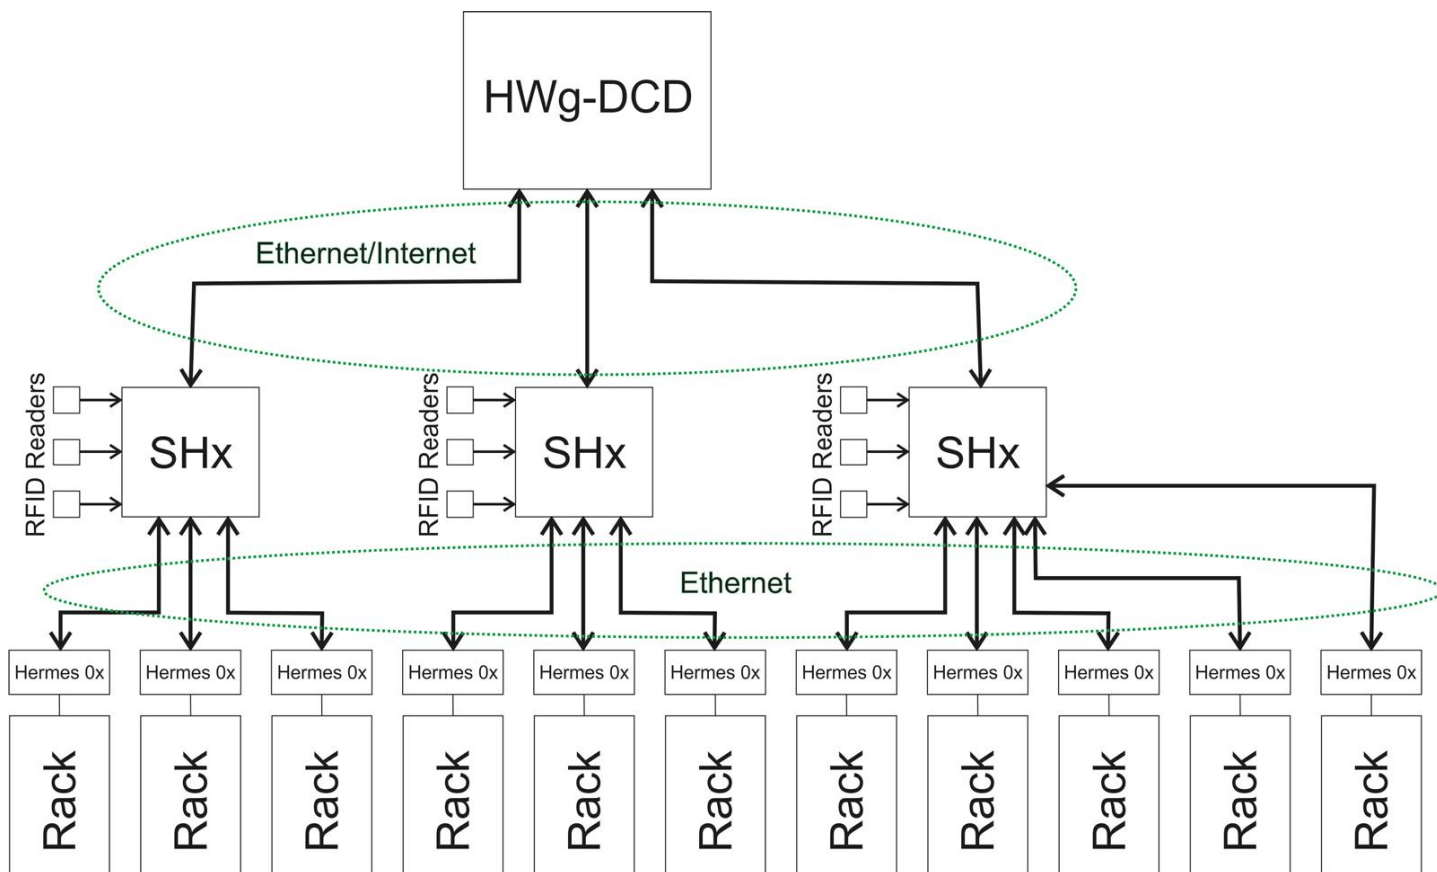 HWg-DCD
Ethernet/Internet
RFID Readers
SHx
RFID Readers
SHx
RFID Readers
SHx
Ethernet
Hermes 0x
Hermes 0x
Hermes 0x
Hermes 0x
Hermes 0x
Hermes 0x
Hermes 0x
Hermes 0x
Hermes 0x
Hermes 0x
Hermes 0x
Rack
Rack
Rack
Rack
Rack
Rack
Rack
Rack
Rack
Rack
Rack